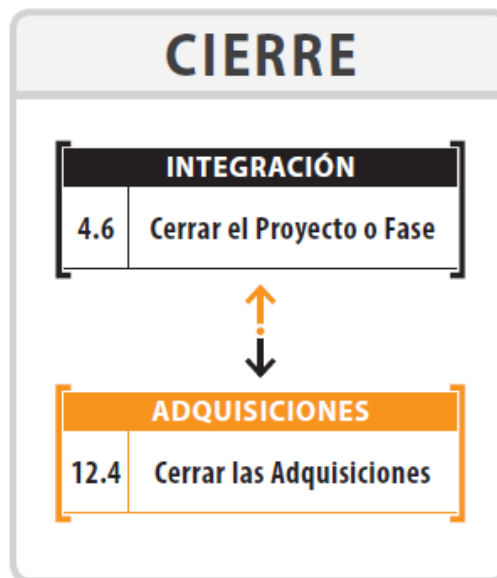 CIERRE
INTEGRACIÓN
4.6 Cerrar el Proyecto o Fase
ADQUISICIONES
12.4 Cerrar las Adquisiciones